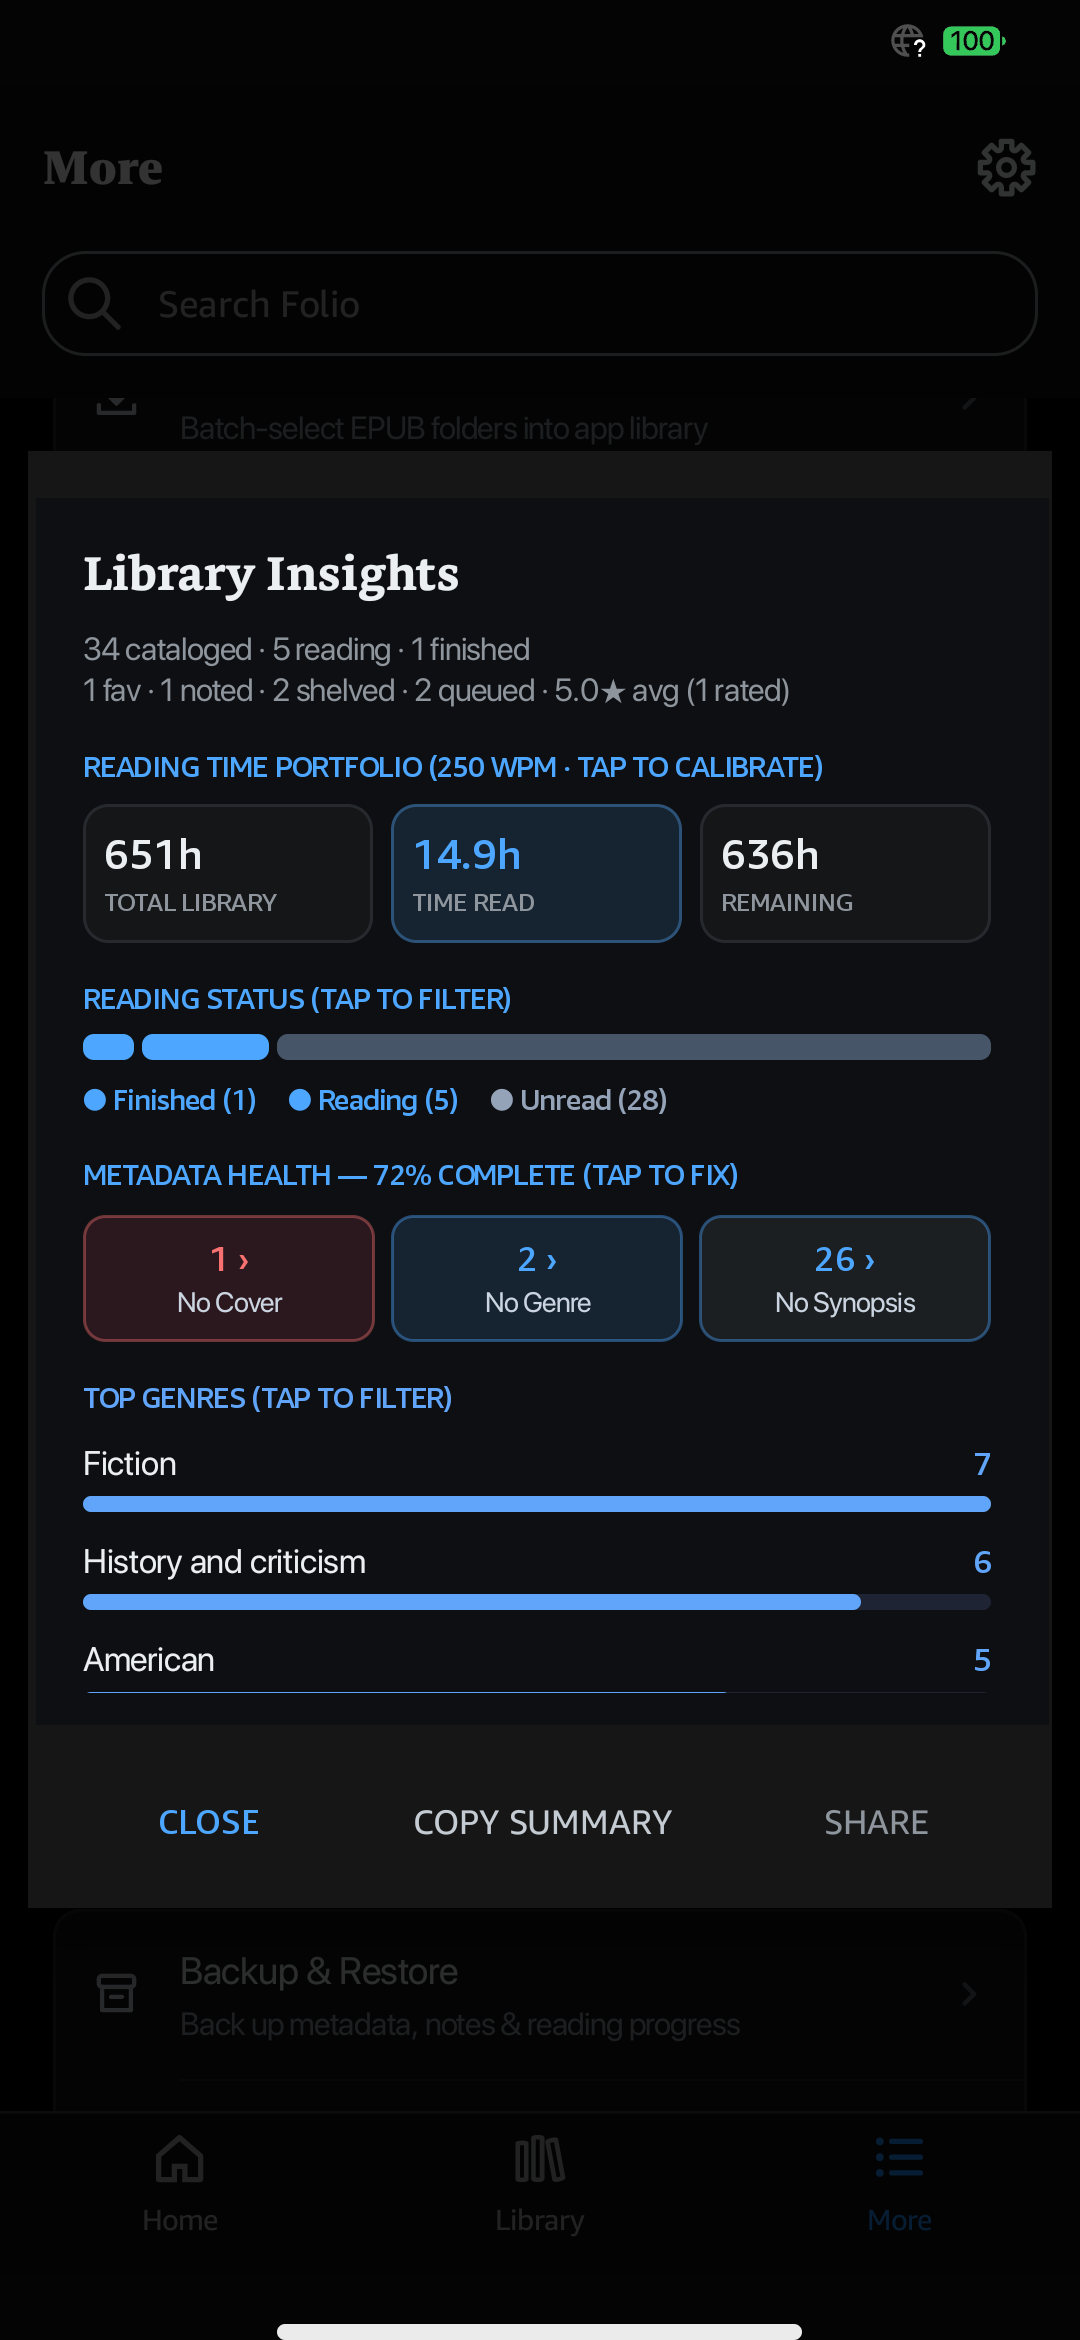 100
More
Search Folio
Batch-select EPUB folders into app library
Library Insights
34 cataloged · 5 reading · 1 finished
1 fav · 1 noted · 2 shelved · 2 queued · 5.0★ avg (1 rated)
READING TIME PORTFOLIO (250 WPM · TAP TO CALIBRATE)
651h
TOTAL LIBRARY
14.9h
TIME READ
636h
REMAINING
READING STATUS (TAP TO FILTER)
Finished (1) Reading (5) Unread (28)
METADATA HEALTH — 72% COMPLETE (TAP TO FIX)
1 ›
No Cover
2 ›
No Genre
26 ›
No Synopsis
TOP GENRES (TAP TO FILTER)
Fiction 7
History and criticism 6
American 5
CLOSE COPY SUMMARY SHARE
Backup & Restore
Back up metadata, notes & reading progress
Home Library More